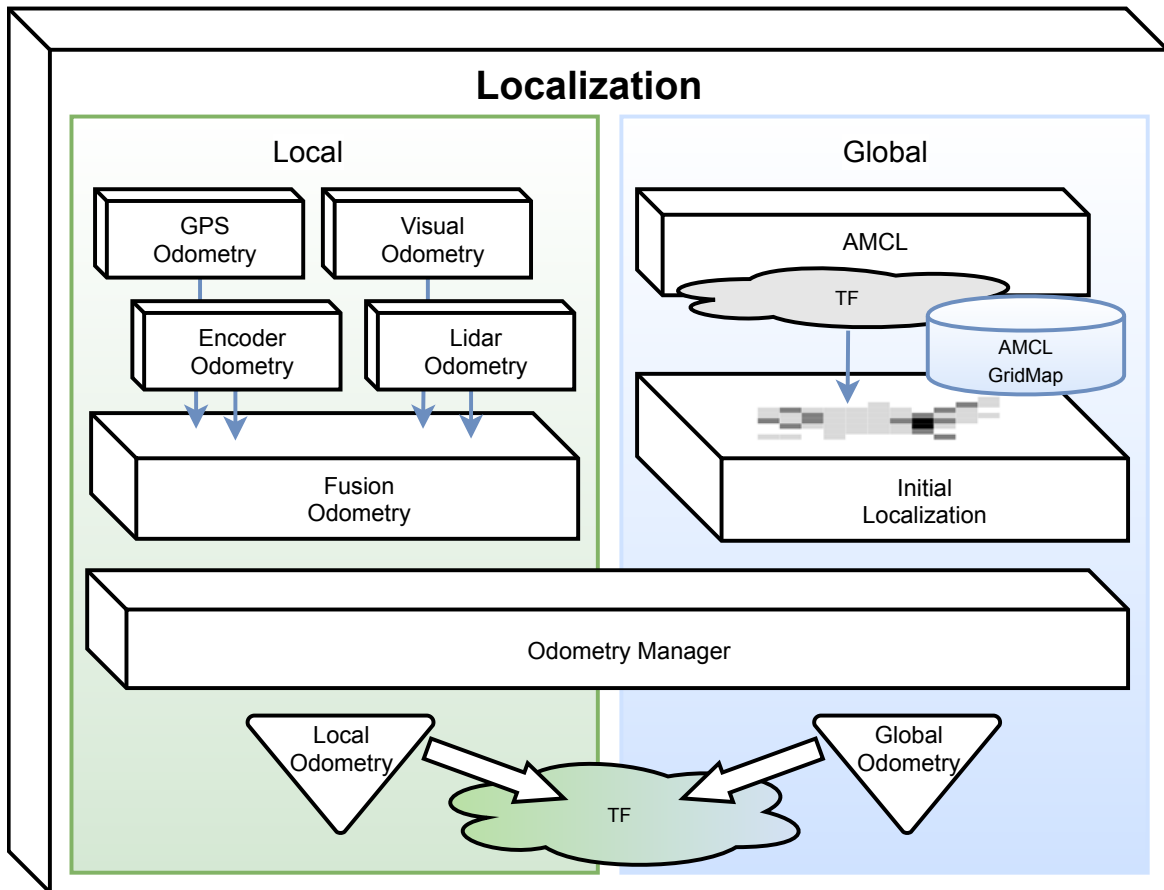 Localization
Local
GPS
Odometry
Visual
Odometry
Encoder
Odometry
Lidar
Odometry
Fusion
Odometry
Global
AMCL
TF
AMCL
GridMap
Initial
Localization
Odometry Manager
Local
Odometry
Global
Odometry
TF